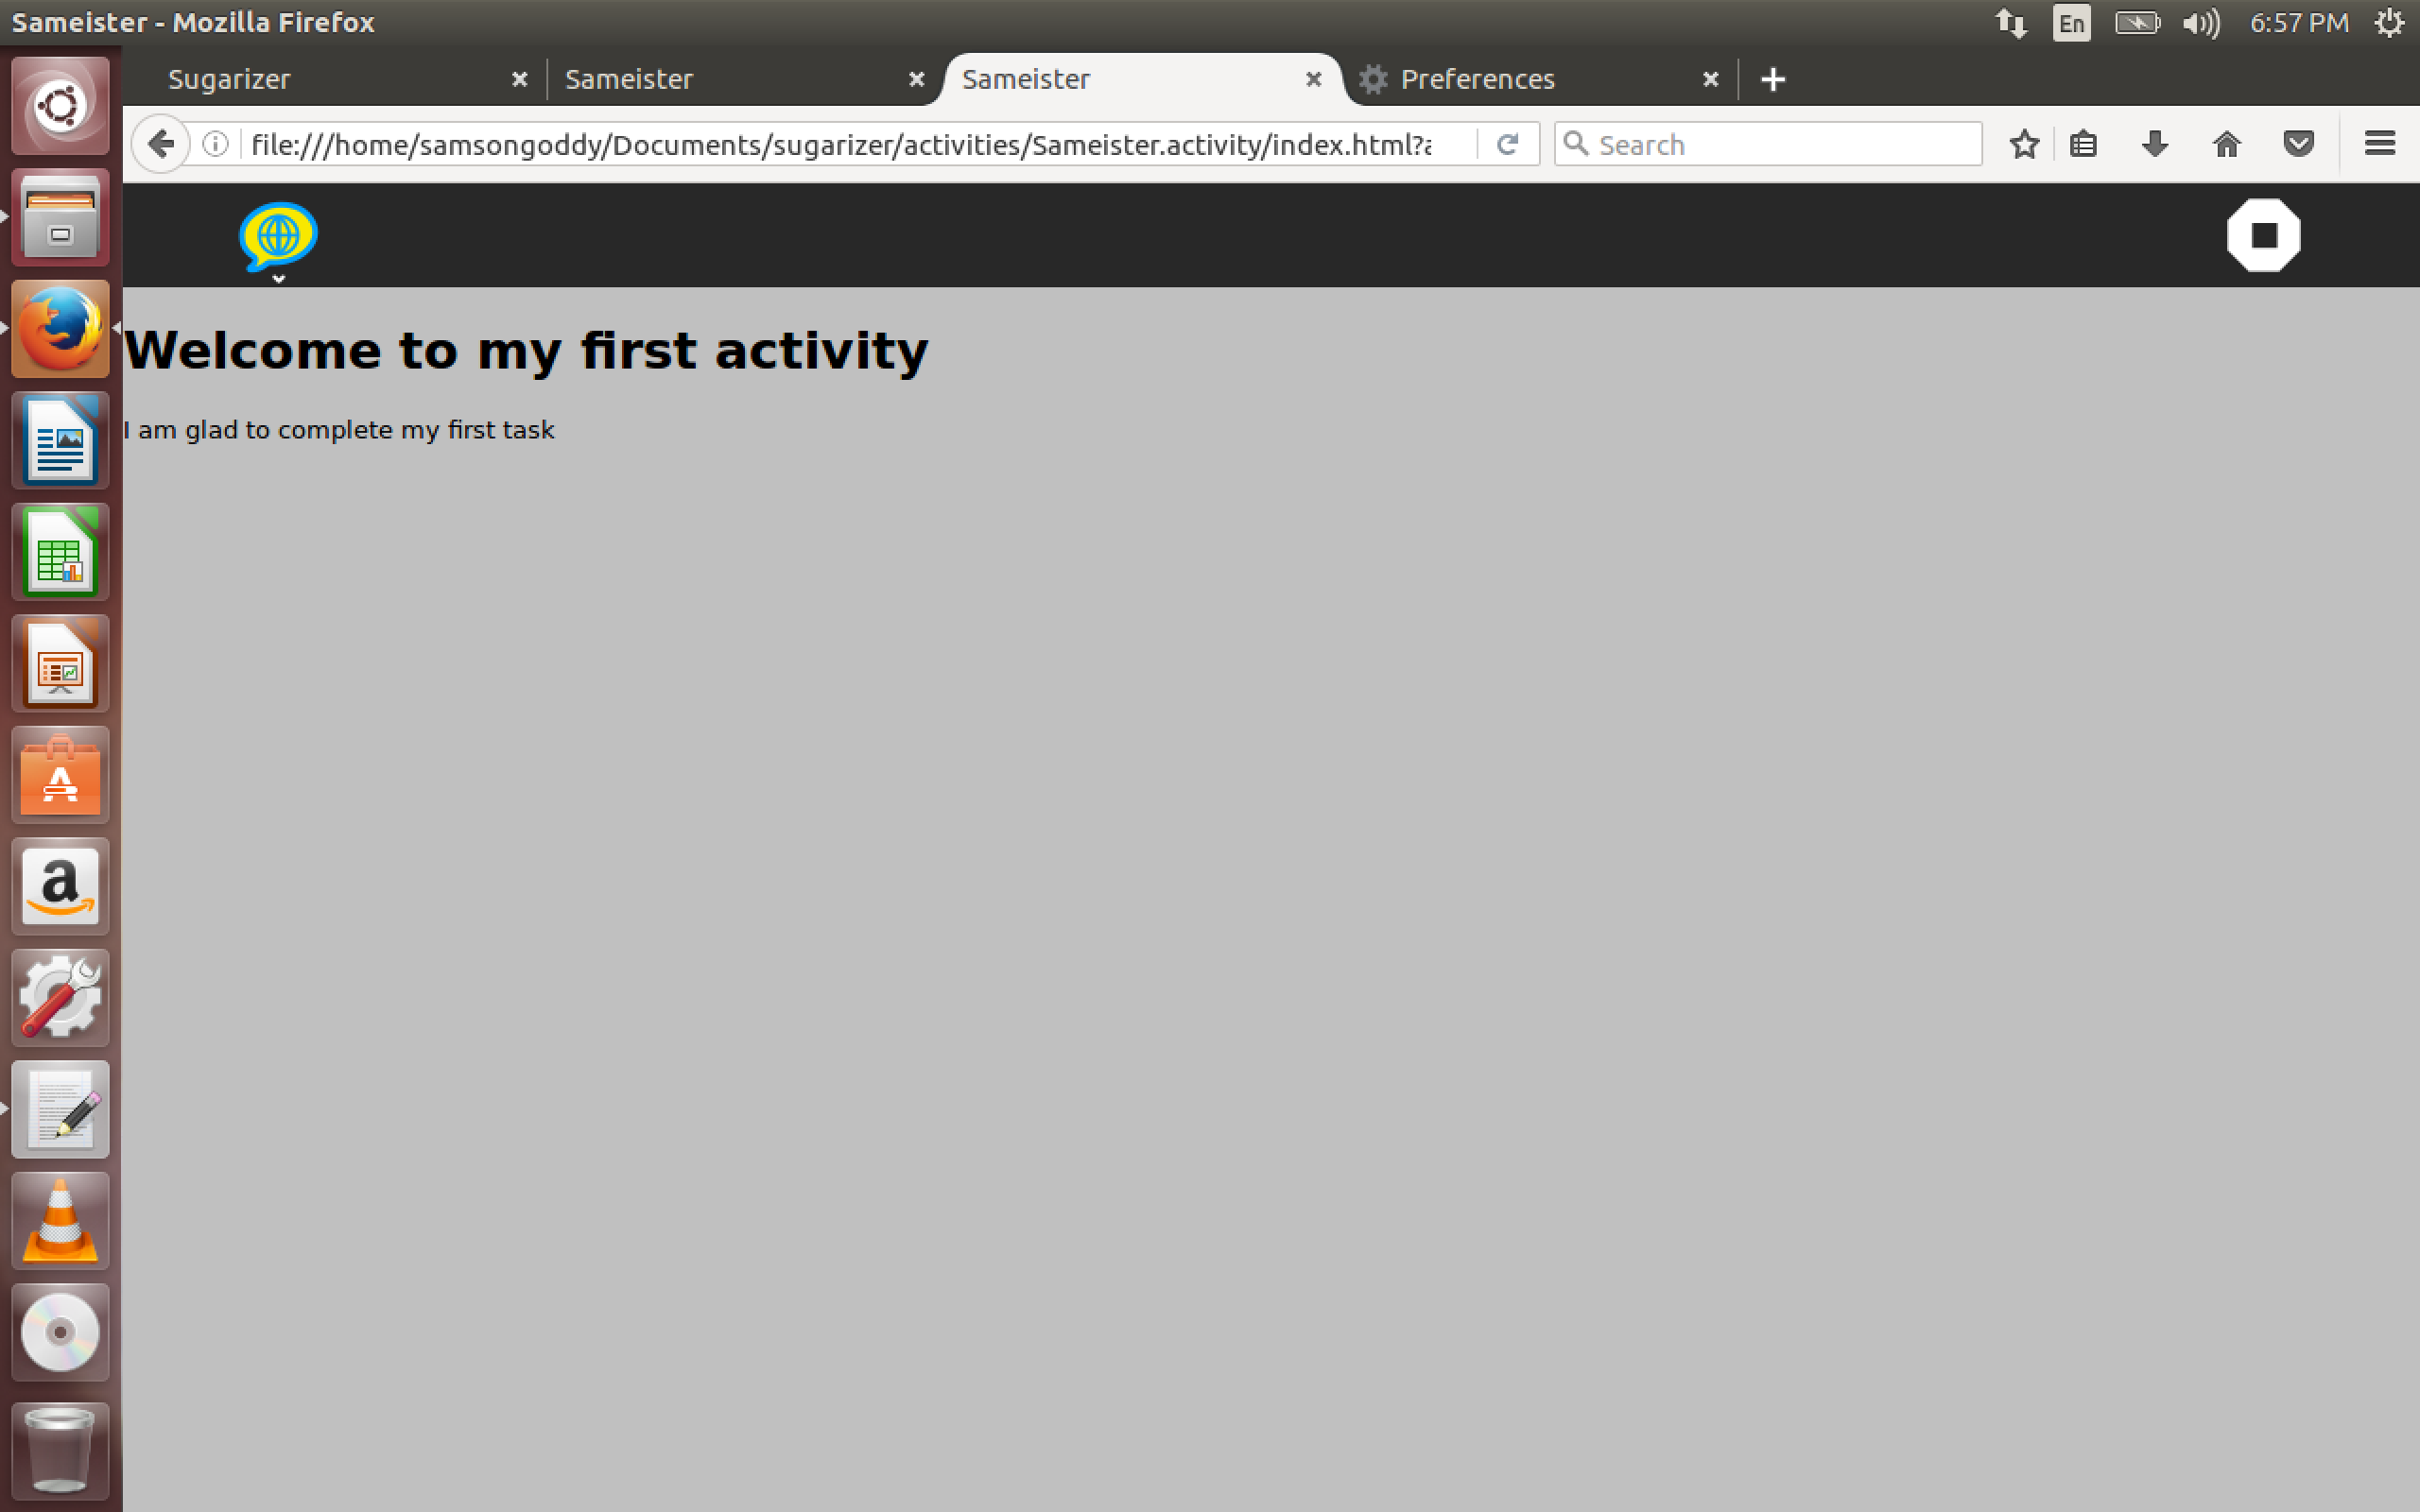 Sameister - Mozilla Firefox
En
6:57 PM
Sugarizer
Sameister
Sameister
Preferences
file:///home/samsongoddy/Documents/sugarizer/activities/Sameister.activity/index.html?a
Search
Welcome to my first activity
I am glad to complete my first task